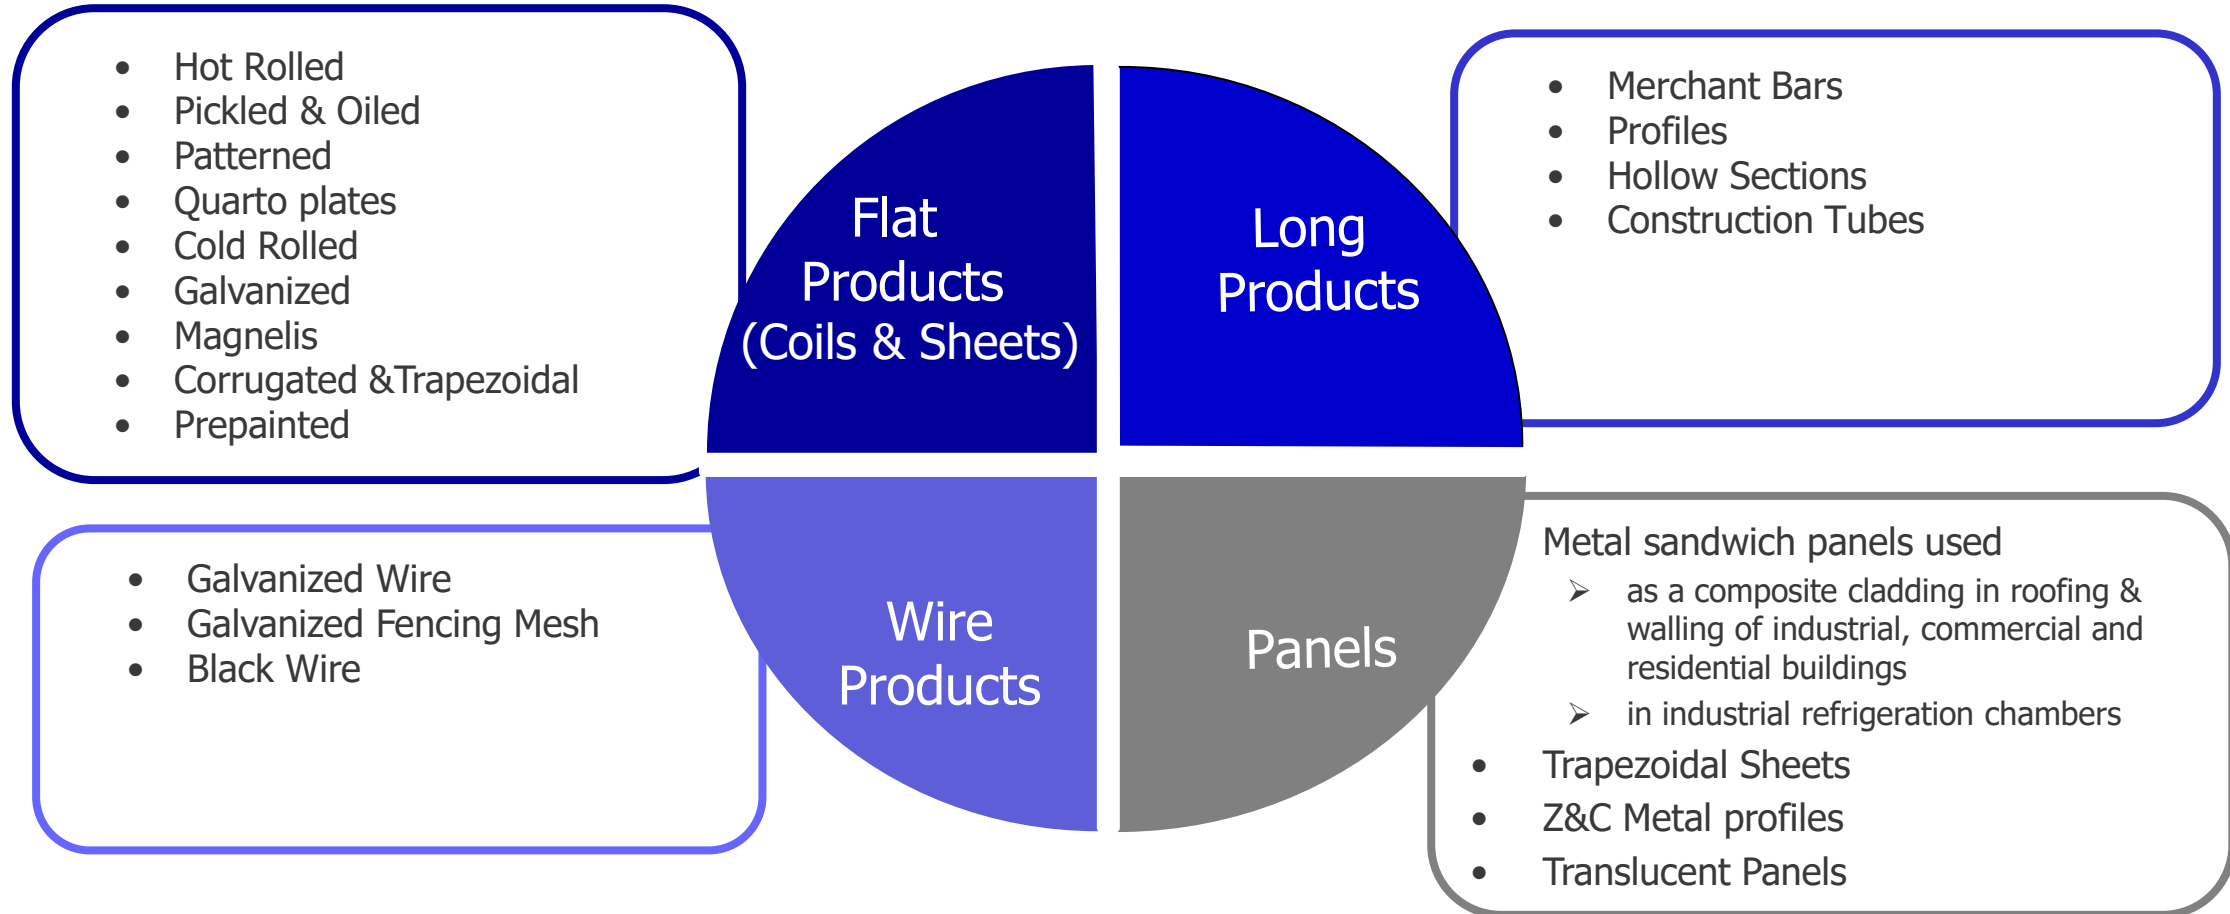 • Hot Rolled
• Pickled & Oiled
• Patterned
• Quarto plates
• Cold Rolled
• Galvanized
• Magnelis
• Corrugated &Trapezoidal
• Prepainted
Flat
Products
(Coils & Sheets)
Long
Products
• Merchant Bars
• Profiles
• Hollow Sections
• Construction Tubes
• Galvanized Wire
• Galvanized Fencing Mesh
• Black Wire
Wire
Products
Panels
Metal sandwich panels used
➢ as a composite cladding in roofing &
walling of industrial, commercial and
residential buildings
➢ in industrial refrigeration chambers
• Trapezoidal Sheets
• Z&C Metal profiles
• Translucent Panels